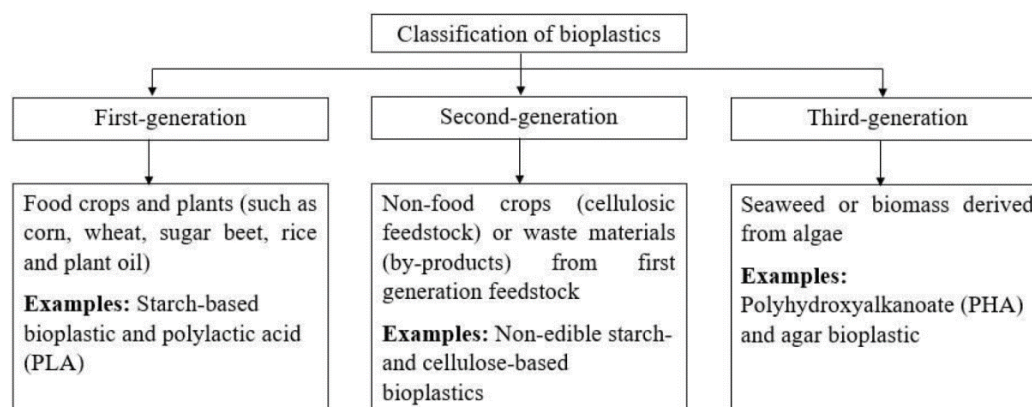 Classification of bioplastics
First-generation
Second-generation
Third-generation
Food crops and plants (such as
corn, wheat, sugar beet, rice
and plant oil)
Examples: Starch-based
bioplastic and polylactic acid
(PLA)
Non-food crops (cellulosic
feedstock) or waste materials
(by-products) from first
generation feedstock
Examples: Non-edible starch-
and cellulose-based
bioplastics
Seaweed or biomass derived
from algae
Examples:
Polyhydroxyalkanoate (PHA)
and agar bioplastic